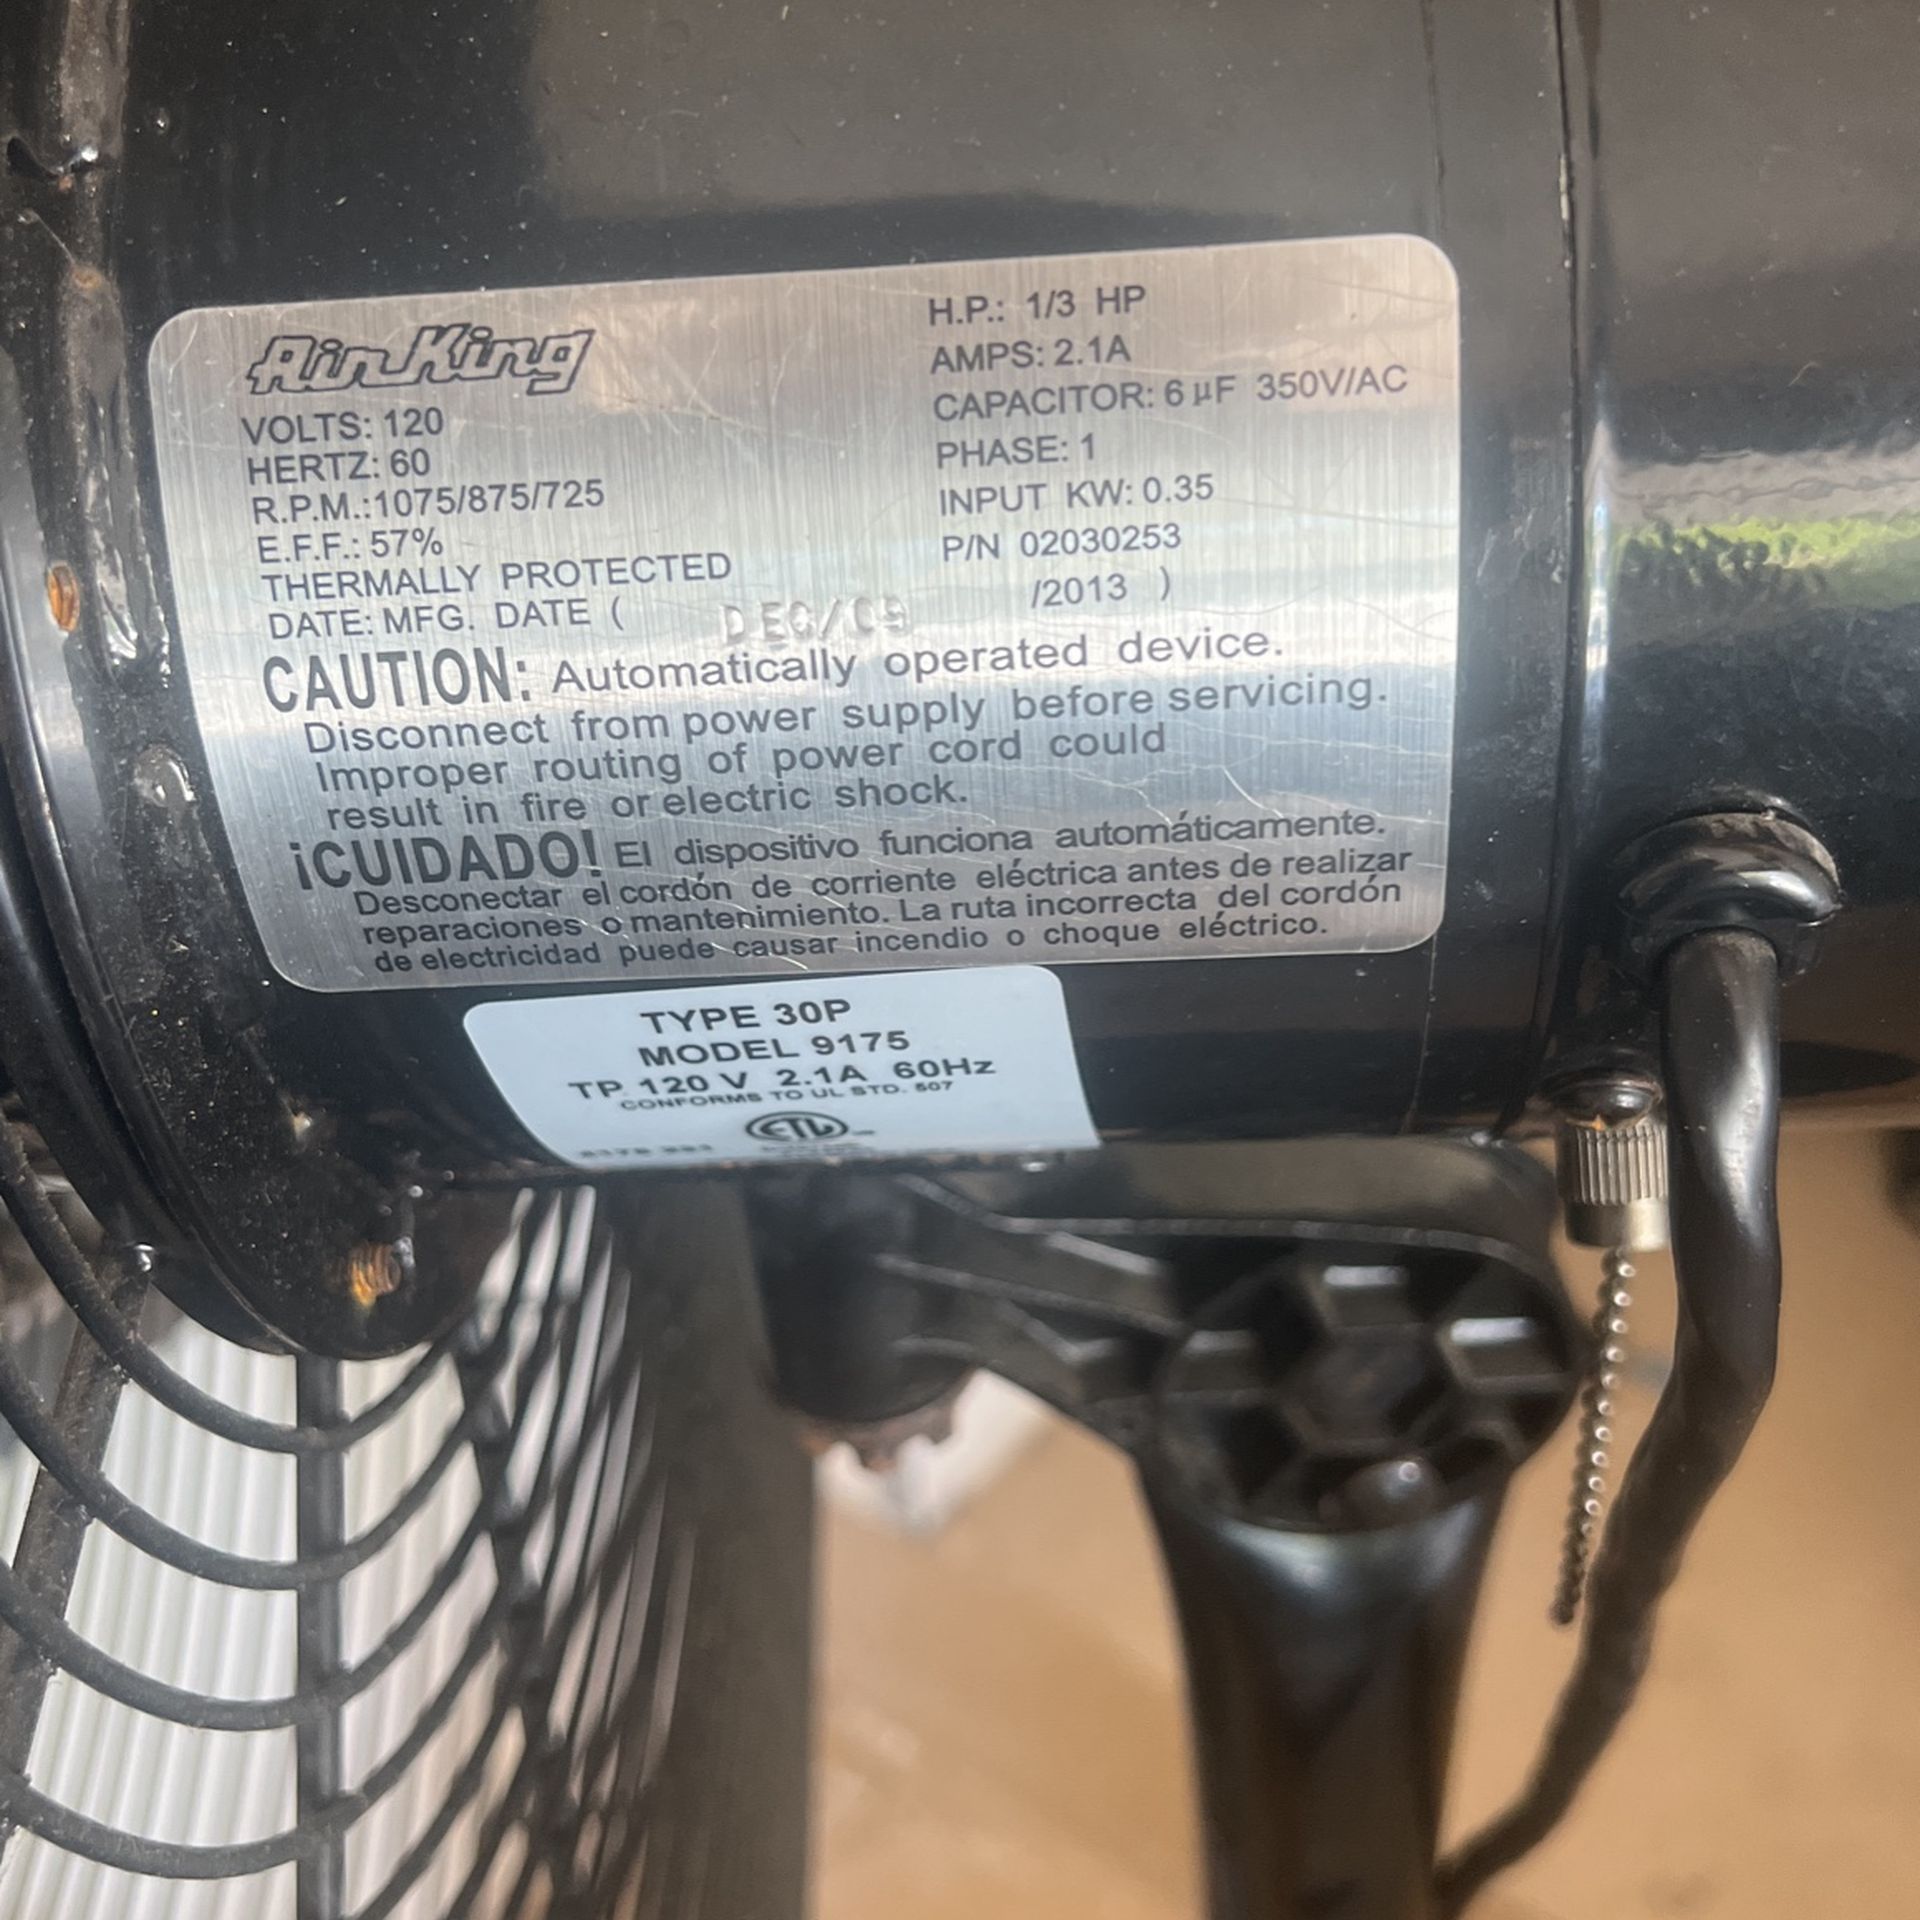 Air King
VOLTS: 120
HERTZ: 60
R.P.M.:1075/875/725
E.F.F.: 57%
THERMALLY PROTECTED
H.P.: 1/3 HP
AMPS: 2.1A
CAPACITOR: 6 µF 350V/AC
PHASE: 1
INPUT KW: 0.35
P/N 02030253
DATE: MFG. DATE ( DEC/09 /2013 )
CAUTION: Automatically operated device.
Disconnect from power supply before servicing.
Improper routing of power cord could
result in fire or electric shock.
¡CUIDADO! El dispositivo funciona automáticamente.
Desconectar el cordón de corriente eléctrica antes de realizar
reparaciones o mantenimiento. La ruta incorrecta del cordón
de electricidad puede causar incendio o choque eléctrico.
TYPE 30P
MODEL 9175
TP 120 V 2.1A 60Hz
CONFORMS TO UL STD. 507
ETL